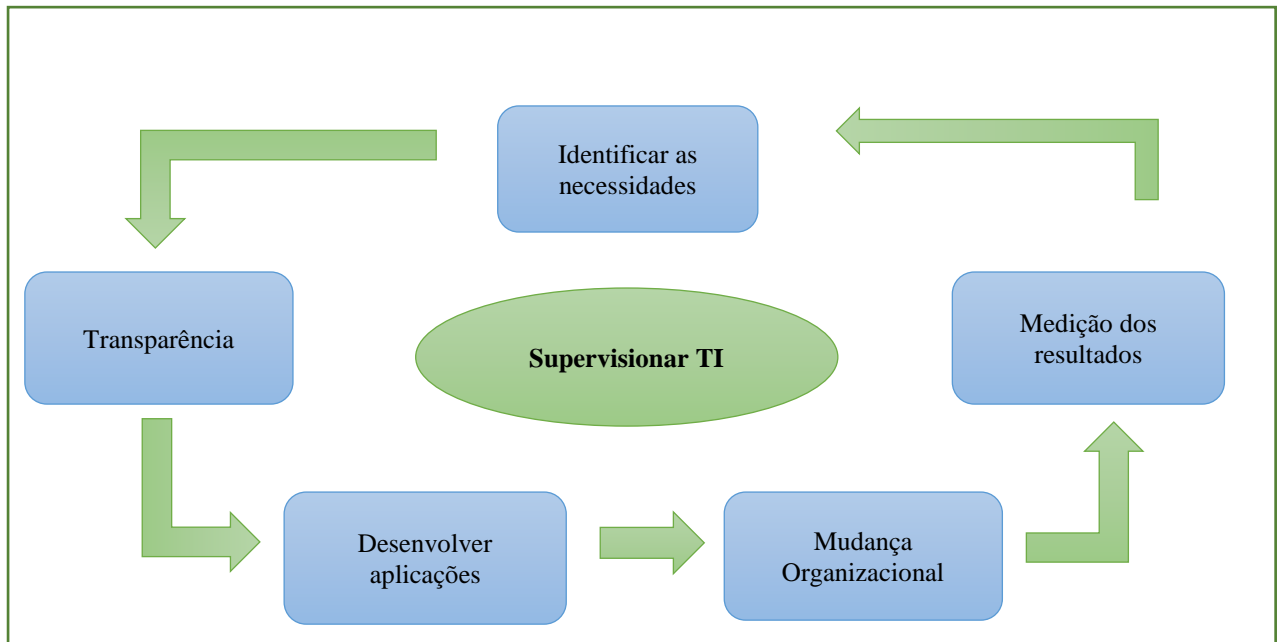 Identificar as
necessidades
Transparência
Supervisionar TI
Medição dos
resultados
Desenvolver
aplicações
Mudança
Organizacional